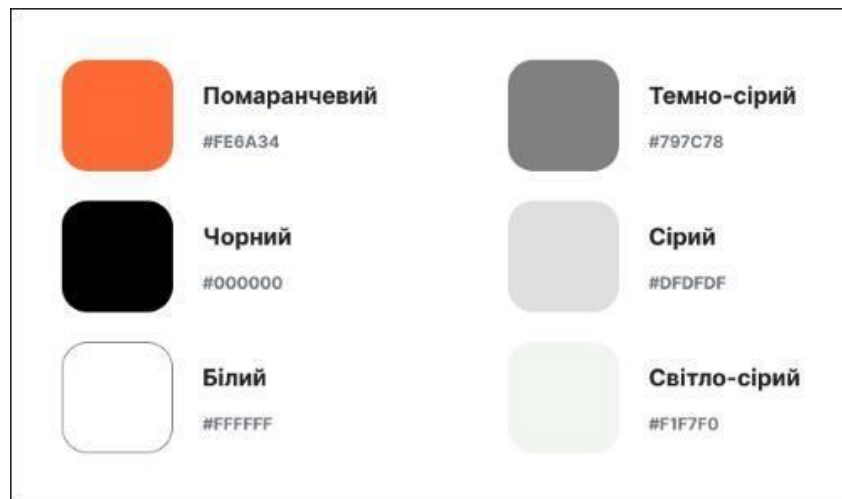 Помаранчевий
#FE6A34
Темно-сірий
#797C78
Чорний
#000000
Сірий
#DFDFDF
Білий
#FFFFFF
Світло-сірий
#F1F7F0